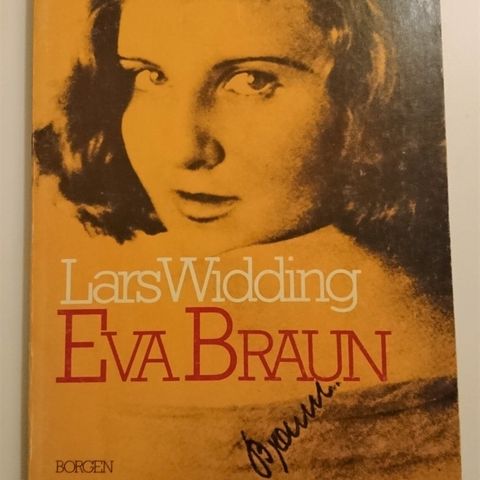 Lars Widding
EVA BRAUN
BORGEN